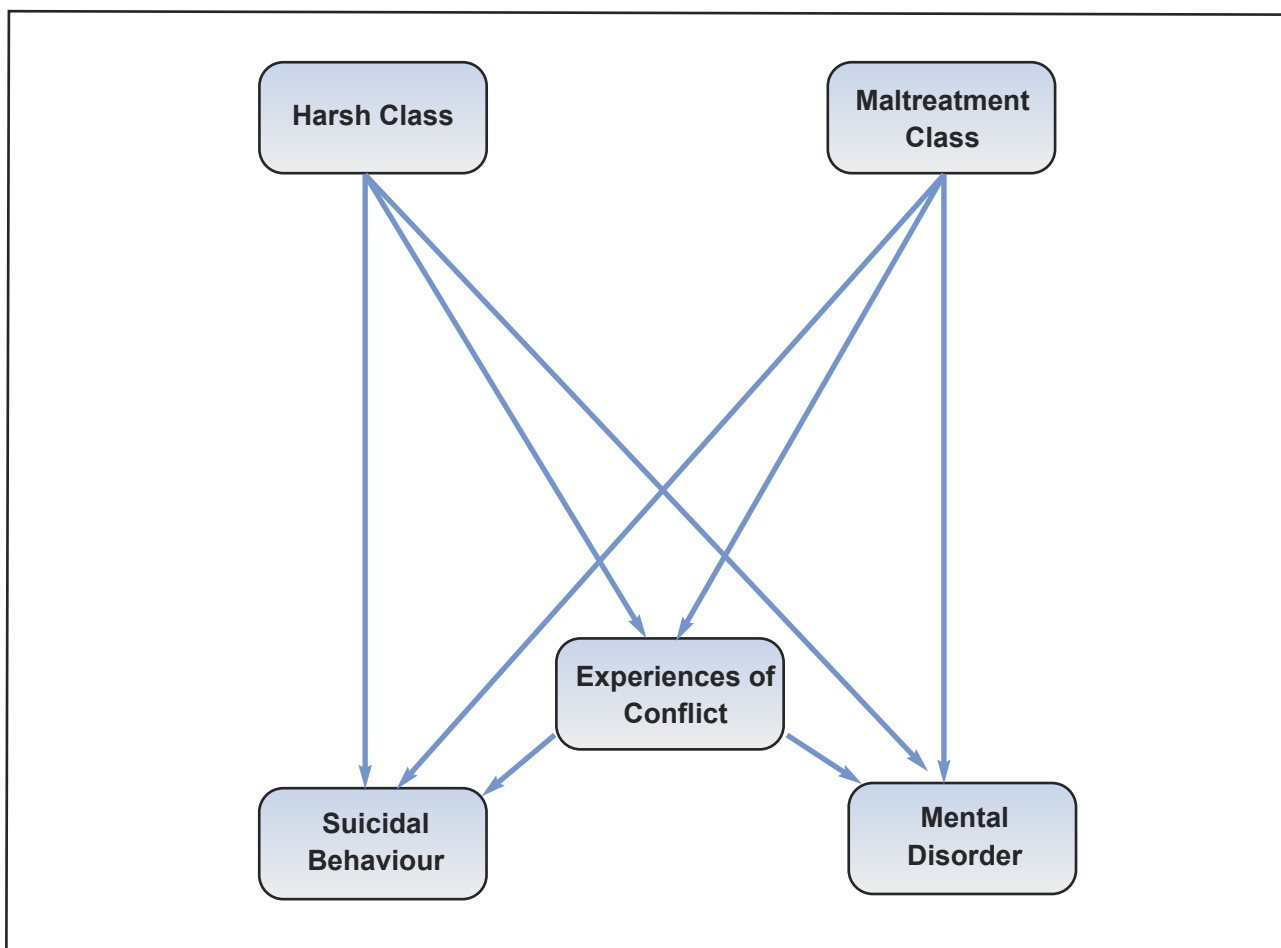 Harsh Class
Maltreatment
Class
Experiences of
Conflict
Suicidal
Behaviour
Mental
Disorder